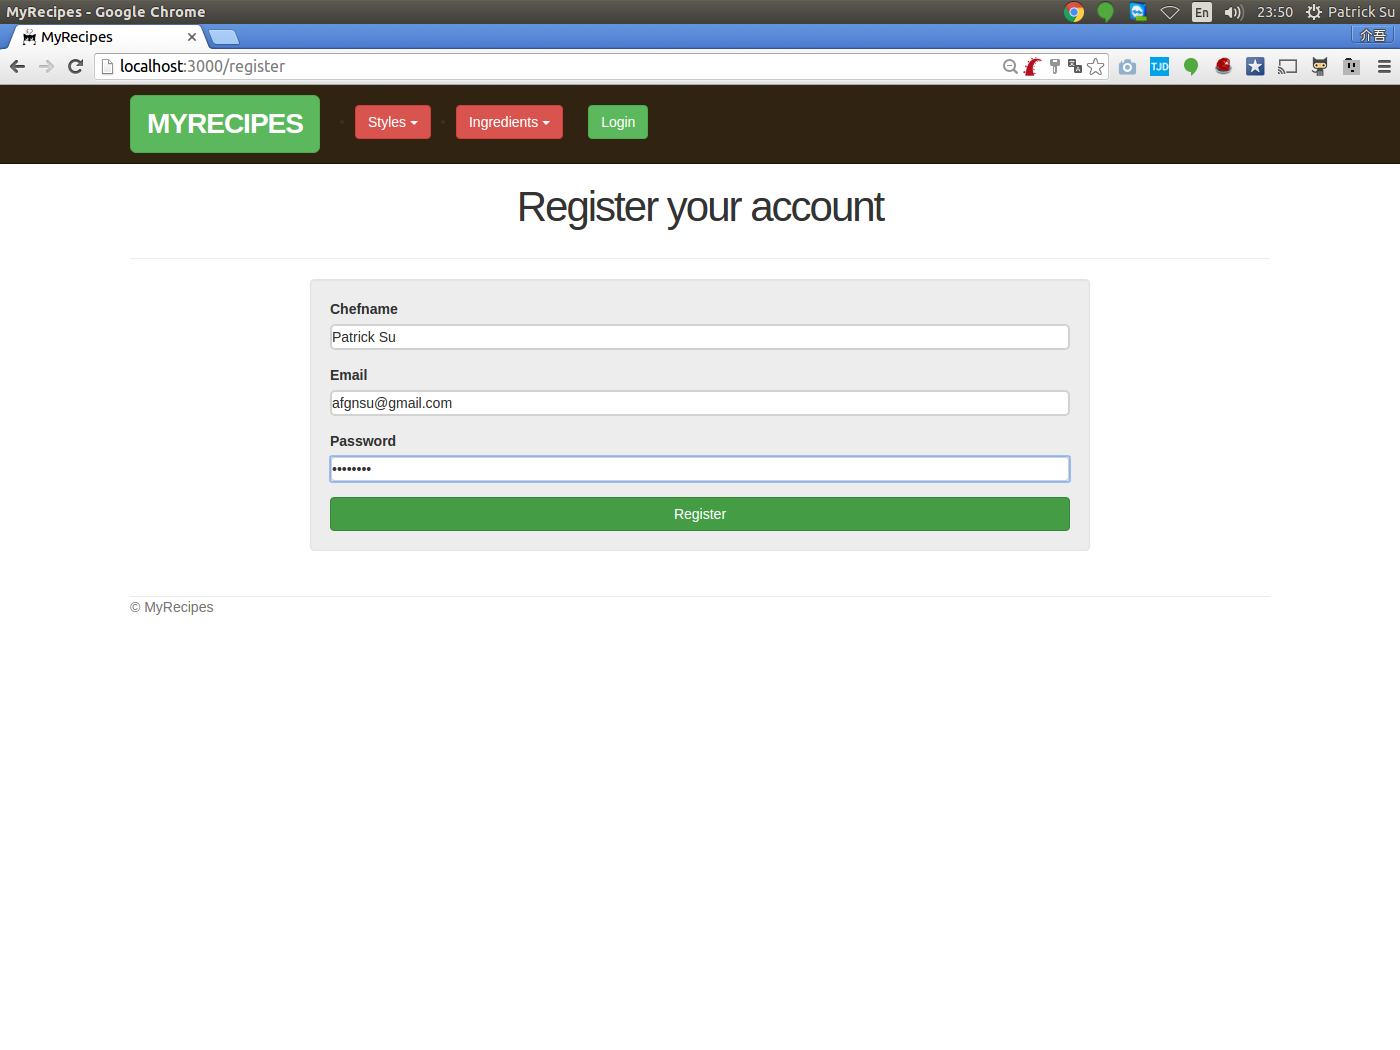 MyRecipes - Google Chrome
En
23:50
Patrick Su
MyRecipes
介吾
localhost:3000/register
TJD
MYRECIPES
Styles
Ingredients
Login
Register your account
Chefname
Patrick Su
Email
afgnsu@gmail.com
Password
••••••••
Register
© MyRecipes